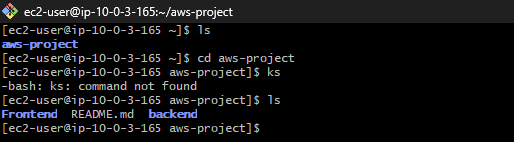 ec2-user@ip-10-0-3-165:~/aws-project
[ec2-user@ip-10-0-3-165 ~]$ ls
aws-project
[ec2-user@ip-10-0-3-165 ~]$ cd aws-project
[ec2-user@ip-10-0-3-165 aws-project]$ ks
-bash: ks: command not found
[ec2-user@ip-10-0-3-165 aws-project]$ ls
Frontend  README.md  backend
[ec2-user@ip-10-0-3-165 aws-project]$